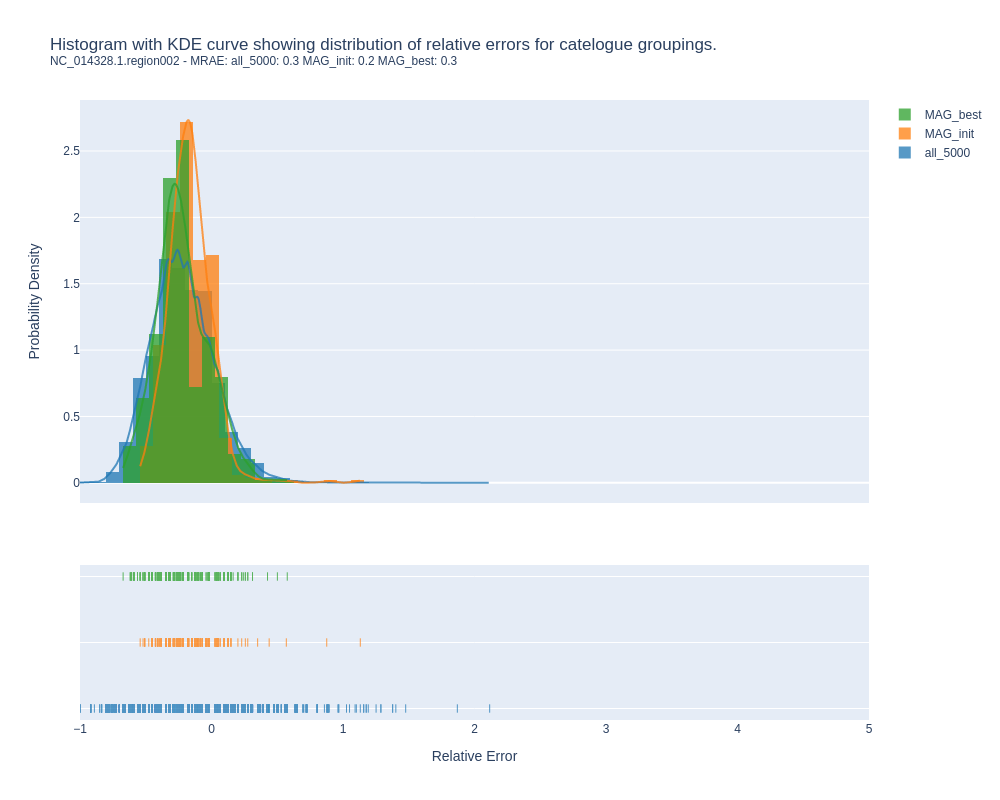 Histogram with KDE curve showing distribution of relative errors for catelogue groupings.
NC_014328.1.region002 - MRAE: all_5000: 0.3 MAG_init: 0.2 MAG_best: 0.3
MAG_best
MAG_init
all_5000
2.5
2
1.5
1
0.5
0
Probability Density
−1
0
1
2
3
4
5
Relative Error